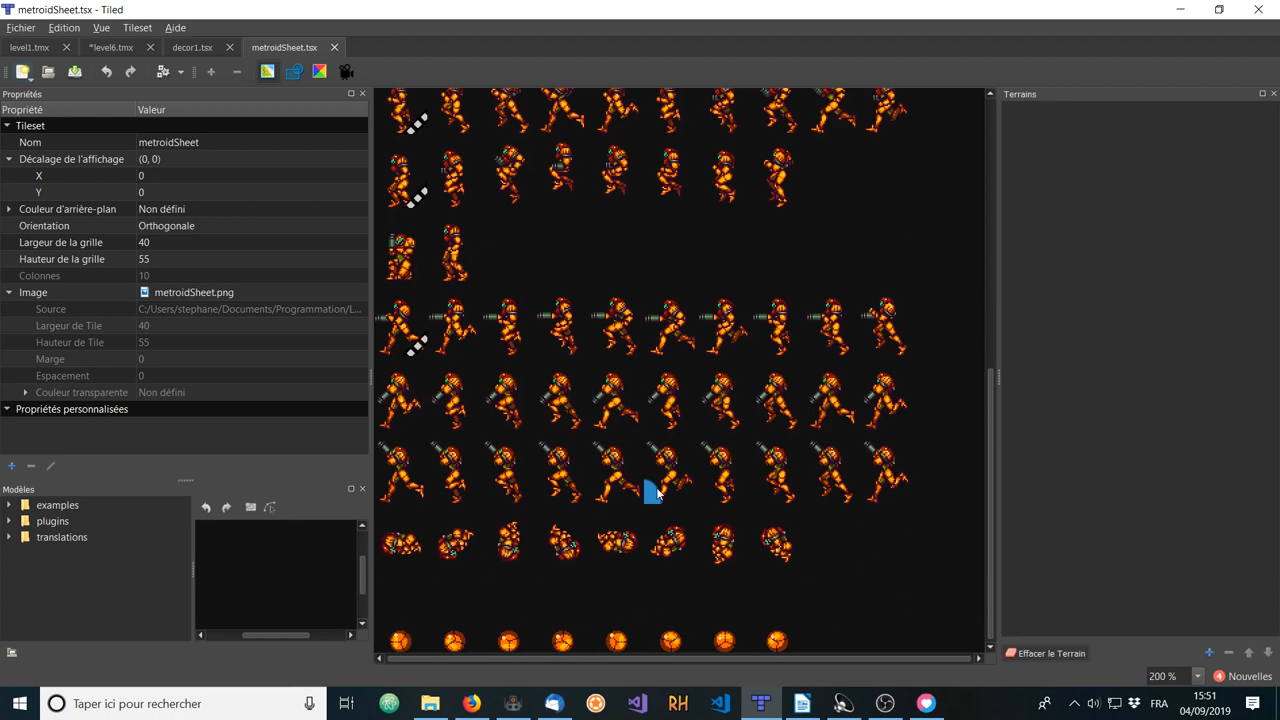 metroidSheet.tsx - Tiled
Fichier Edition Vue Tileset Aide
level1.tmx *level6.tmx decor1.tsx metroidSheet.tsx
Propriétés
Propriété Valeur
Tileset
Nom metroidSheet
Décalage de l'affichage (0, 0)
X 0
Y 0
Couleur d'arrière-plan Non défini
Orientation Orthogonale
Largeur de la grille 40
Hauteur de la grille 55
Colonnes 10
Image metroidSheet.png
Source C:/Users/stephane/Documents/Programmation/L...
Largeur de Tile 40
Hauteur de Tile 55
Marge 0
Espacement 0
Couleur transparente Non défini
Propriétés personnalisées
Modèles
examples
plugins
translations
Terrains
Effacer le Terrain
200 % 4 Nouvelles
Taper ici pour rechercher
RH
FRA
15:51
04/09/2019